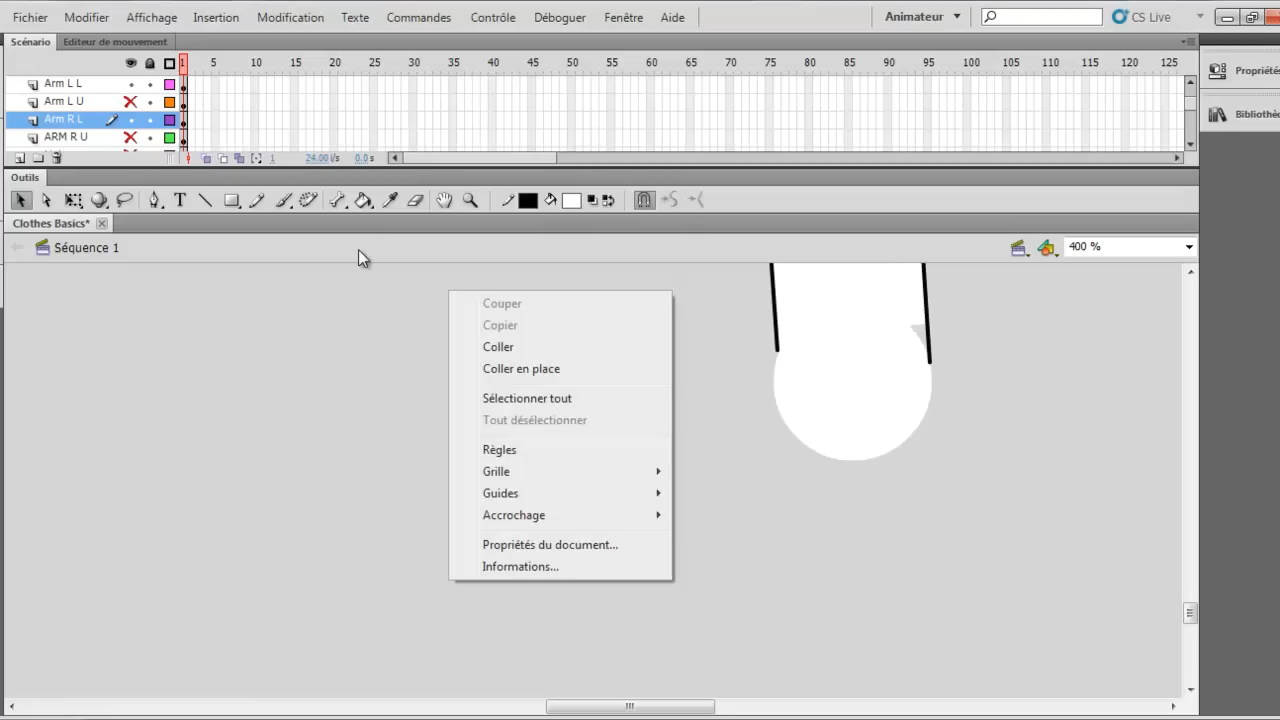 Fichier Modifier Affichage Insertion Modification Texte Commandes Contrôle Déboguer Fenêtre Aide Animateur CS Live
Scénario Editeur de mouvement
1 5 10 15 20 25 30 35 40 45 50 55 60 65 70 75 80 85 90 95 100 105 110 115 120 125
Propriétés
Arm L L
Arm L U
Bibliothèc
Arm R L
ARM R U
1 24.00 i/s 0.0 s
Outils
Clothes Basics*
Séquence 1
400 %
Couper
Copier
Coller
Coller en place
Sélectionner tout
Tout désélectionner
Règles
Grille
Guides
Accrochage
Propriétés du document...
Informations...